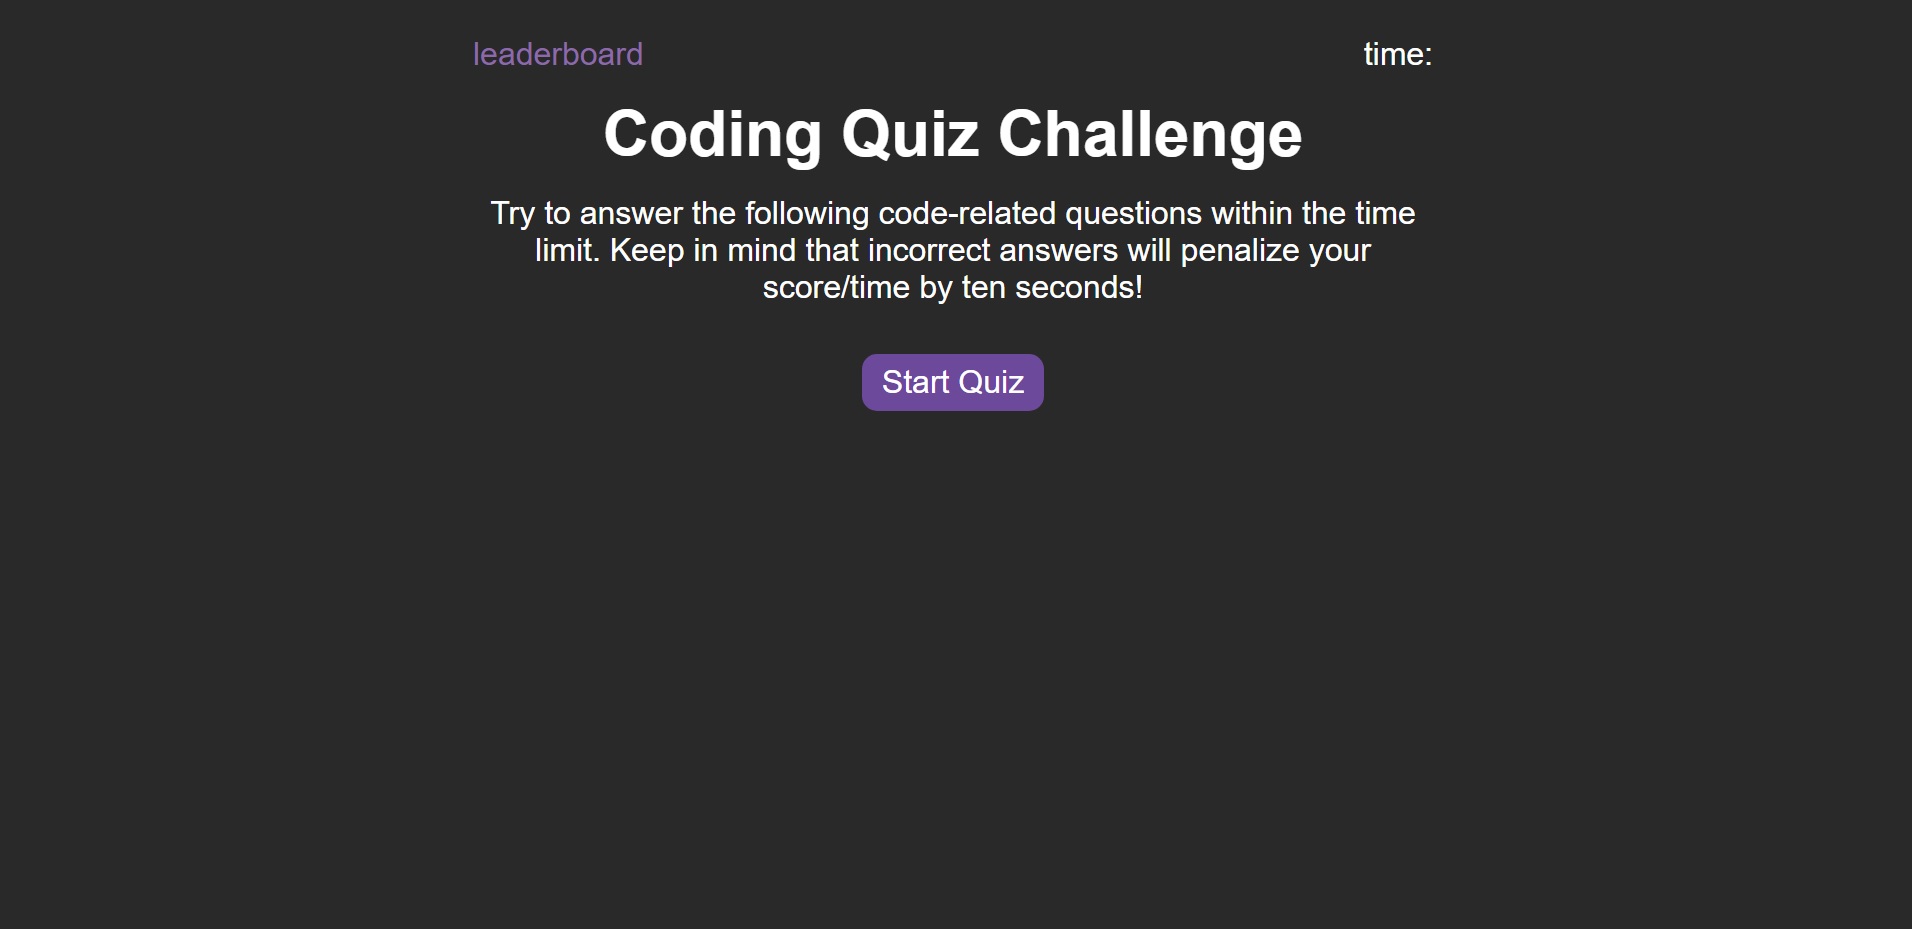 leaderboard
time:
Coding Quiz Challenge
Try to answer the following code-related questions within the time
limit. Keep in mind that incorrect answers will penalize your
score/time by ten seconds!
Start Quiz